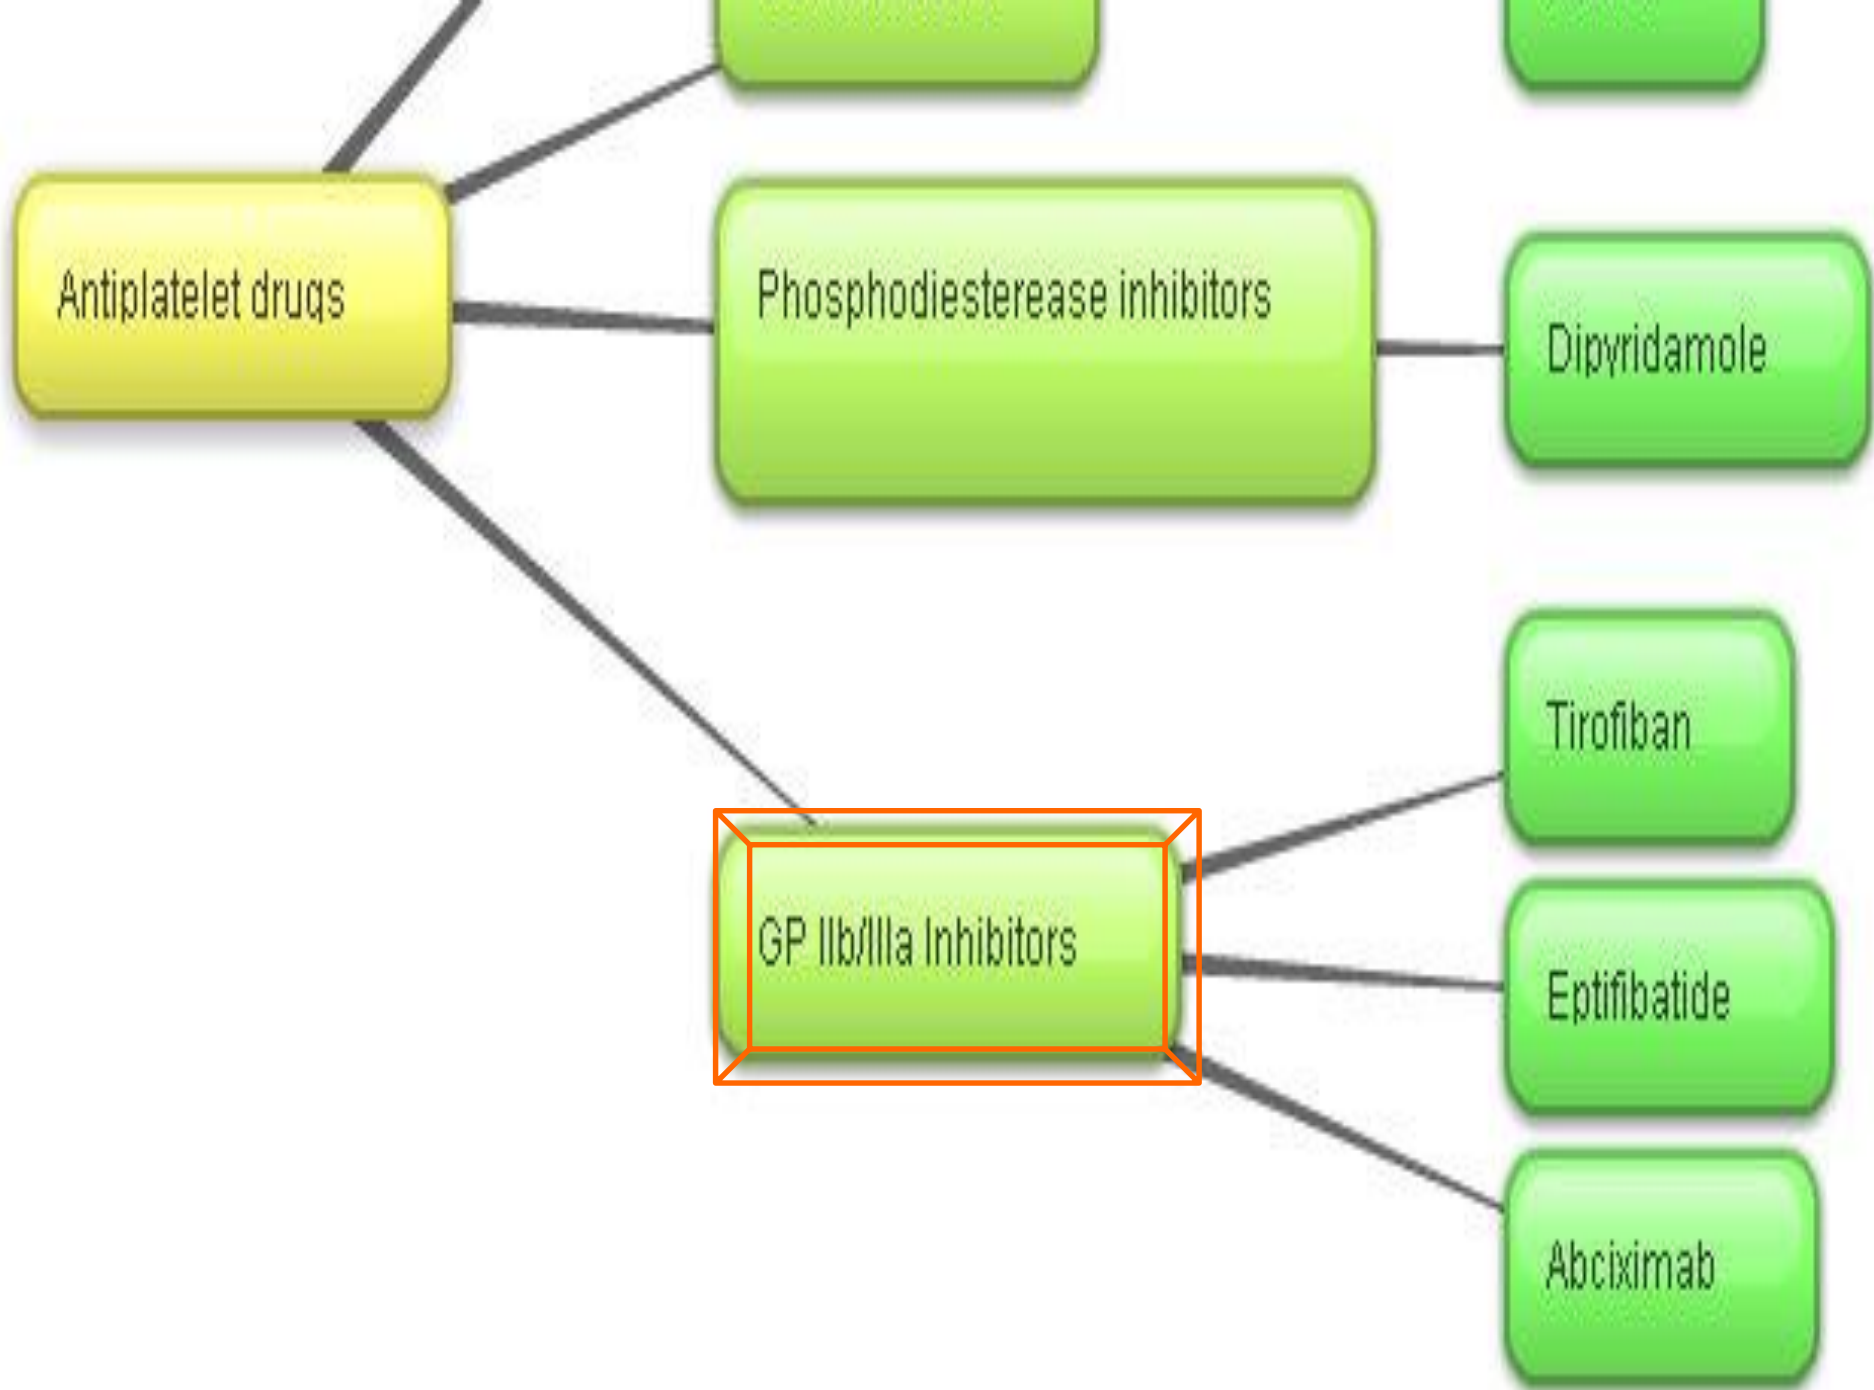 Antiplatelet drugs
Phosphodiesterease inhibitors
Dipyridamole
GP IIb/IIIa Inhibitors
Tirofiban
Eptifibatide
Abciximab